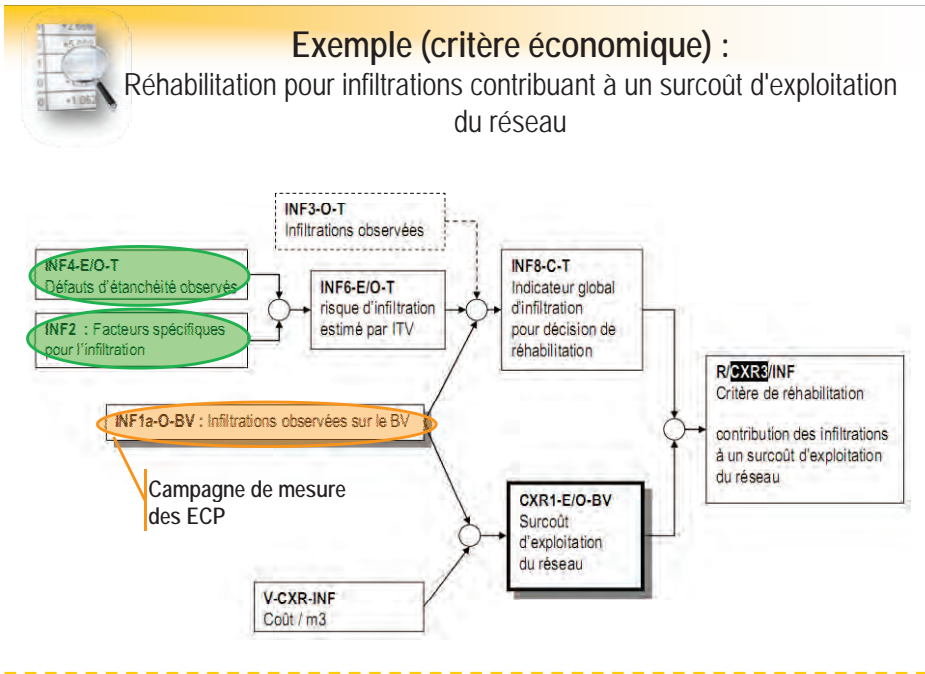 Exemple (critère économique) :
Réhabilitation pour infiltrations contribuant à un surcoût d'exploitation
du réseau
INF3-O-T
Infiltrations observées
INF4-E/O-T
Défauts d'étanchéité observés
INF2 : Facteurs spécifiques
pour l'infiltration
INF6-E/O-T
risque d'infiltration
estimé par ITV
INF8-C-T
Indicateur global
d'infiltration
pour décision de
réhabilitation
INF1a-O-BV : Infiltrations observées sur le BV
Campagne de mesure
des ECP
R/CXR3/INF
Critère de réhabilitation
contribution des infiltrations
à un surcoût d'exploitation
du réseau
CXR1-E/O-BV
Surcoût
d'exploitation
du réseau
V-CXR-INF
Coût / m3